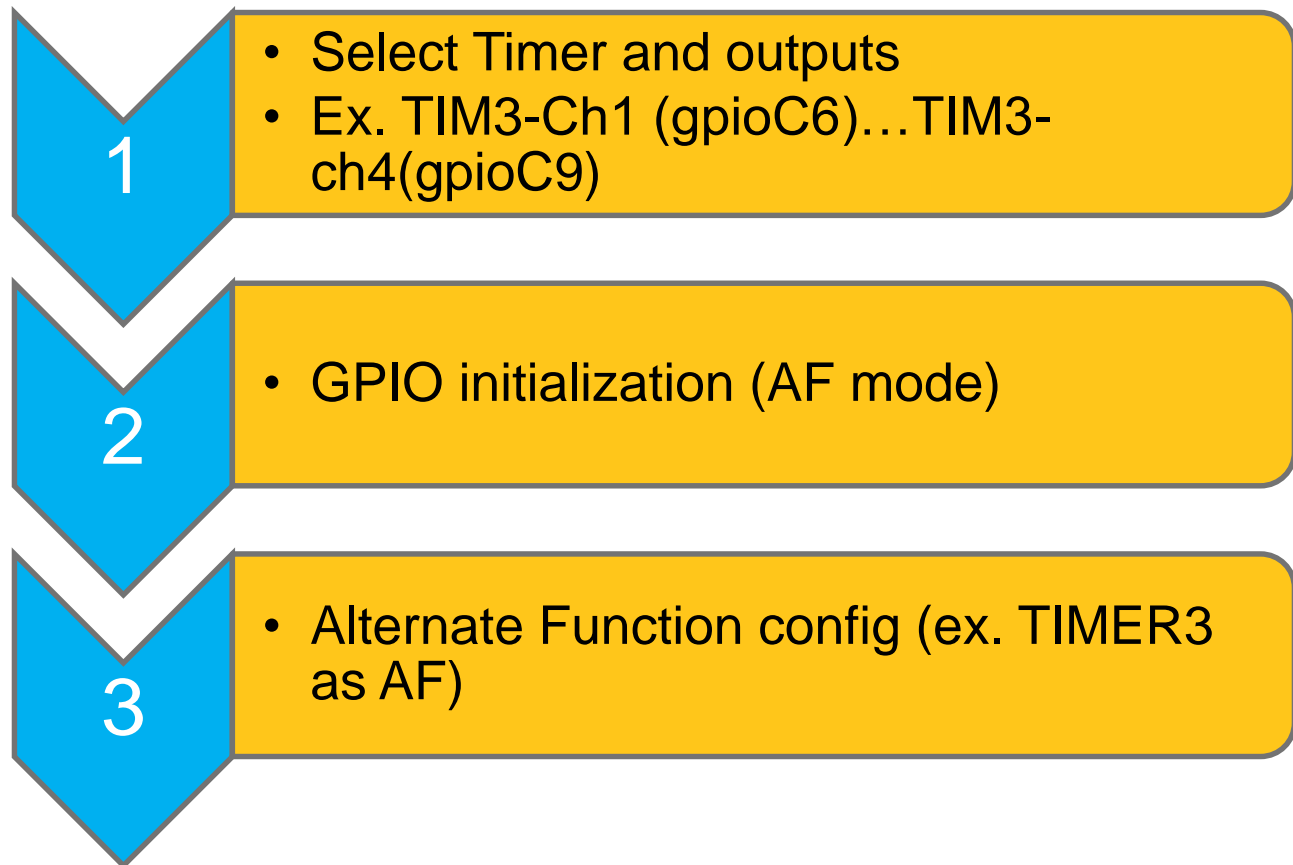 1
• Select Timer and outputs
• Ex. TIM3-Ch1 (gpioC6)…TIM3-
ch4(gpioC9)
2
• GPIO initialization (AF mode)
3
• Alternate Function config (ex. TIMER3
as AF)